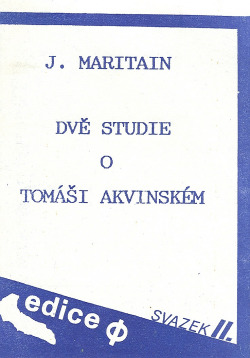 J. MARITAIN
DVĚ STUDIE
O
TOMÁŠI AKVINSKÉM
edice Φ
SVAZEK II.